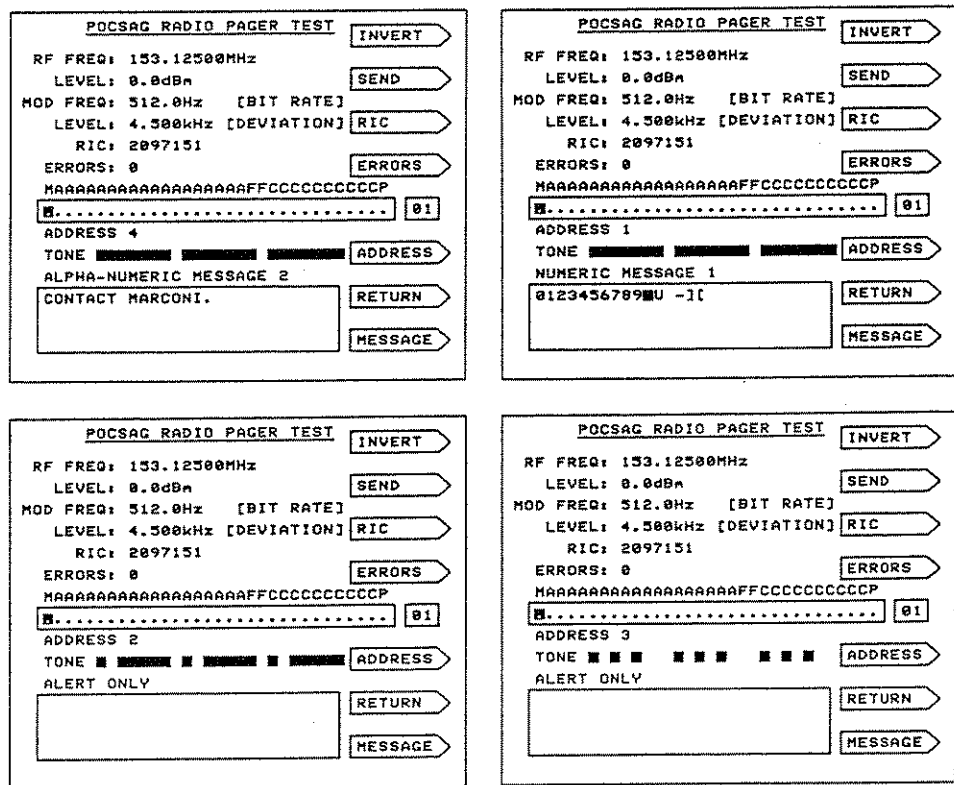 POCSAG RADIO PAGER TEST
INVERT
RF FREQ: 153.12500MHz
LEVEL: 0.0dBm
SEND
MOD FREQ: 512.0Hz [BIT RATE]
LEVEL: 4.500kHz [DEVIATION]
RIC
RIC: 2097151
ERRORS: 0
ERRORS
MAAAAAAAAAAAAAAAAAAFFCCCCCCCCCCP
01
ADDRESS 4
TONE
ADDRESS
ALPHA-NUMERIC MESSAGE 2
CONTACT MARCONI.
RETURN
MESSAGE
POCSAG RADIO PAGER TEST
INVERT
RF FREQ: 153.12500MHz
LEVEL: 0.0dBm
SEND
MOD FREQ: 512.0Hz [BIT RATE]
LEVEL: 4.500kHz [DEVIATION]
RIC
RIC: 2097151
ERRORS: 0
ERRORS
MAAAAAAAAAAAAAAAAAAFFCCCCCCCCCCP
01
ADDRESS 1
TONE
ADDRESS
NUMERIC MESSAGE 1
0123456789■U -][
RETURN
MESSAGE
POCSAG RADIO PAGER TEST
INVERT
RF FREQ: 153.12500MHz
LEVEL: 0.0dBm
SEND
MOD FREQ: 512.0Hz [BIT RATE]
LEVEL: 4.500kHz [DEVIATION]
RIC
RIC: 2097151
ERRORS: 0
ERRORS
MAAAAAAAAAAAAAAAAAAFFCCCCCCCCCCP
01
ADDRESS 2
TONE
ADDRESS
ALERT ONLY
RETURN
MESSAGE
POCSAG RADIO PAGER TEST
INVERT
RF FREQ: 153.12500MHz
LEVEL: 0.0dBm
SEND
MOD FREQ: 512.0Hz [BIT RATE]
LEVEL: 4.500kHz [DEVIATION]
RIC
RIC: 2097151
ERRORS: 0
ERRORS
MAAAAAAAAAAAAAAAAAAFFCCCCCCCCCCP
01
ADDRESS 3
TONE
ADDRESS
ALERT ONLY
RETURN
MESSAGE